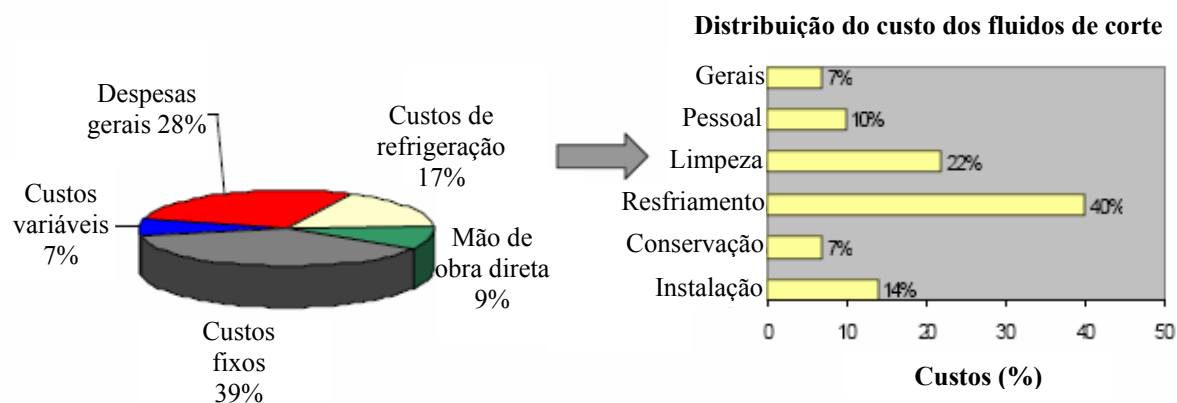 Distribuição do custo dos fluidos de corte
Despesas
gerais 28%
Custos de
refrigeração
17%
Custos
variáveis
7%
Mão de
obra direta
9%
Custos
fixos
39%
Gerais 7%
Pessoal 10%
Limpeza 22%
Resfriamento 40%
Conservação 7%
Instalação 14%
0 10 20 30 40 50
Custos (%)